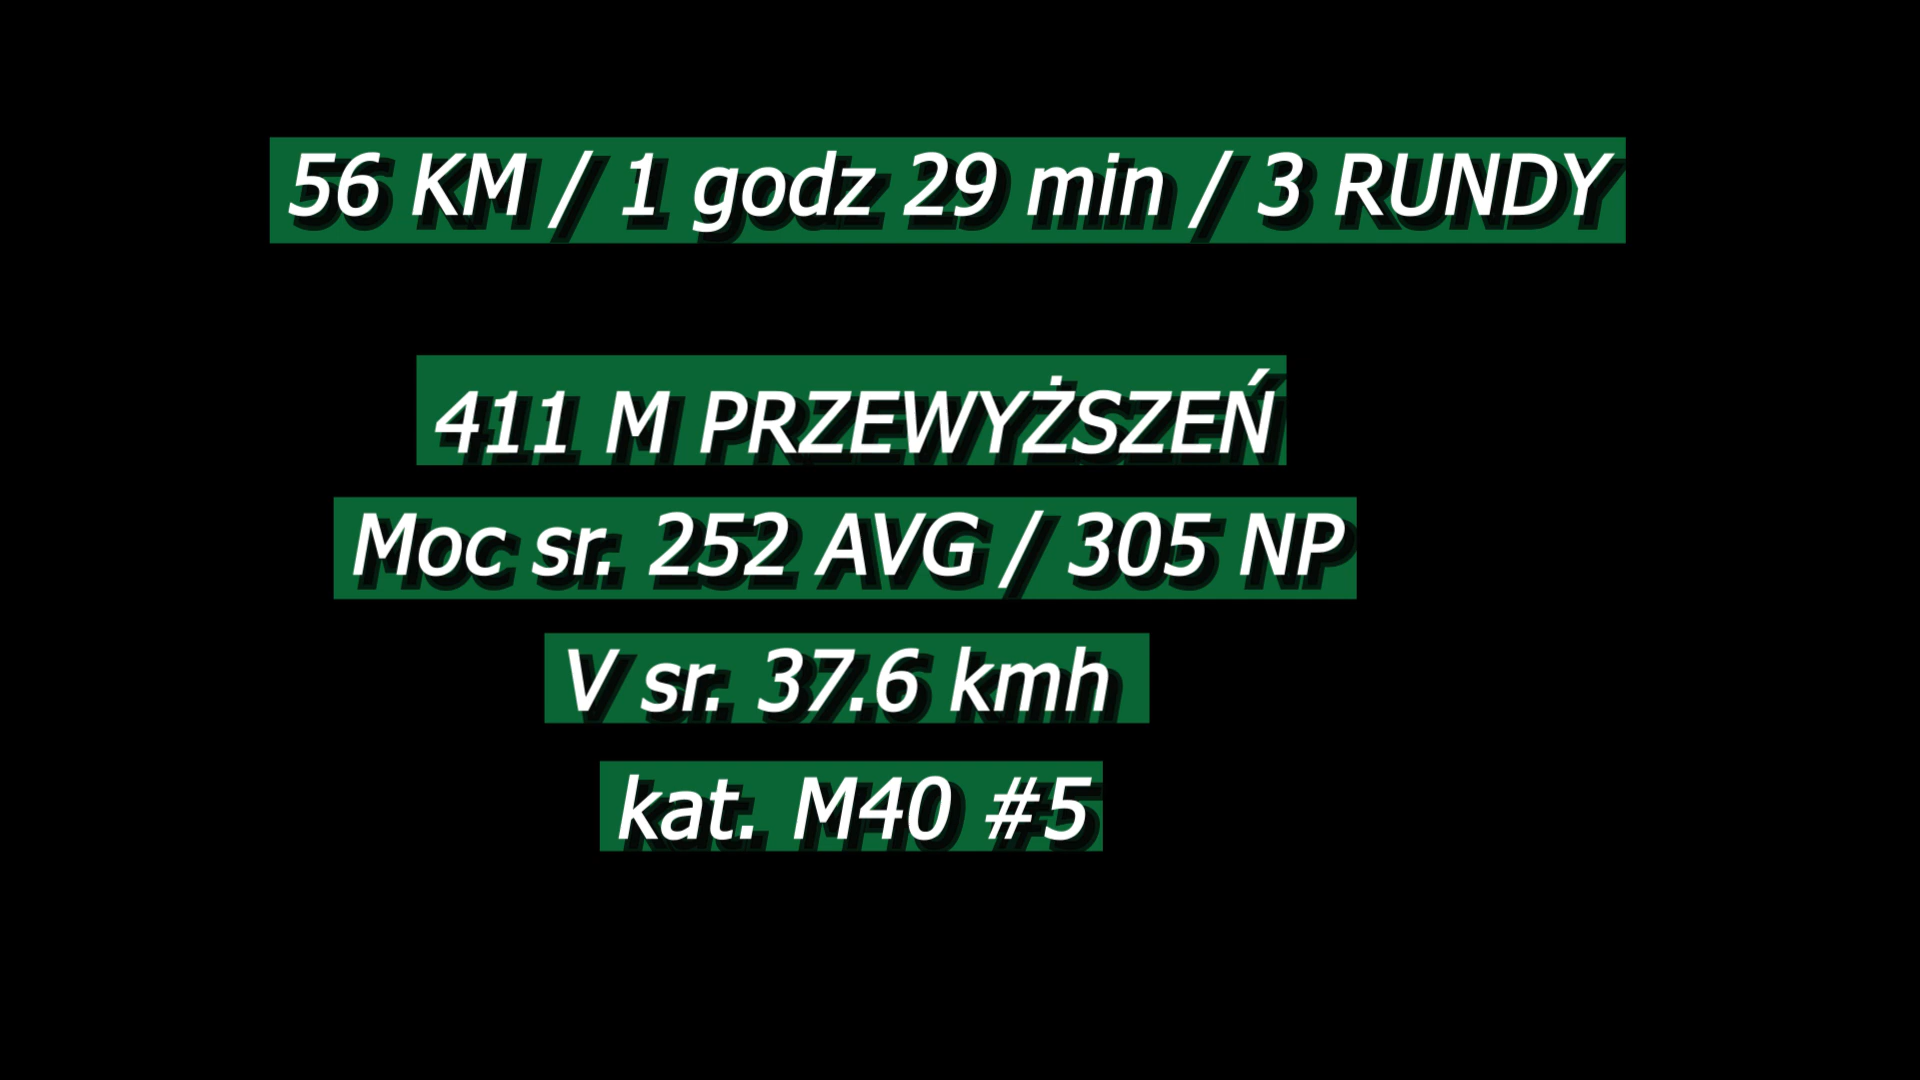 56 KM / 1 godz 29 min / 3 RUNDY
411 M PRZEWYŻSZEŃ
Moc sr. 252 AVG / 305 NP
V sr. 37.6 kmh
kat. M40 #5